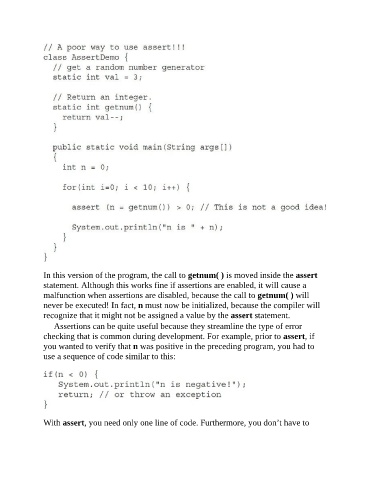 // A poor way to use assert!!!
class AssertDemo {
  // get a random number generator
  static int val = 3;

  // Return an integer.
  static int getnum() {
    return val--;
  }

  public static void main(String args[])
  {
    int n = 0;

    for(int i=0; i < 10; i++) {

      assert (n = getnum()) > 0; // This is not a good idea!

      System.out.println("n is " + n);
    }
  }
}
In this version of the program, the call to getnum( ) is moved inside the assert
statement. Although this works fine if assertions are enabled, it will cause a
malfunction when assertions are disabled, because the call to getnum( ) will
never be executed! In fact, n must now be initialized, because the compiler will
recognize that it might not be assigned a value by the assert statement.
Assertions can be quite useful because they streamline the type of error
checking that is common during development. For example, prior to assert, if
you wanted to verify that n was positive in the preceding program, you had to
use a sequence of code similar to this:
if(n < 0) {
   System.out.println("n is negative!");
   return; // or throw an exception
}
With assert, you need only one line of code. Furthermore, you don't have to